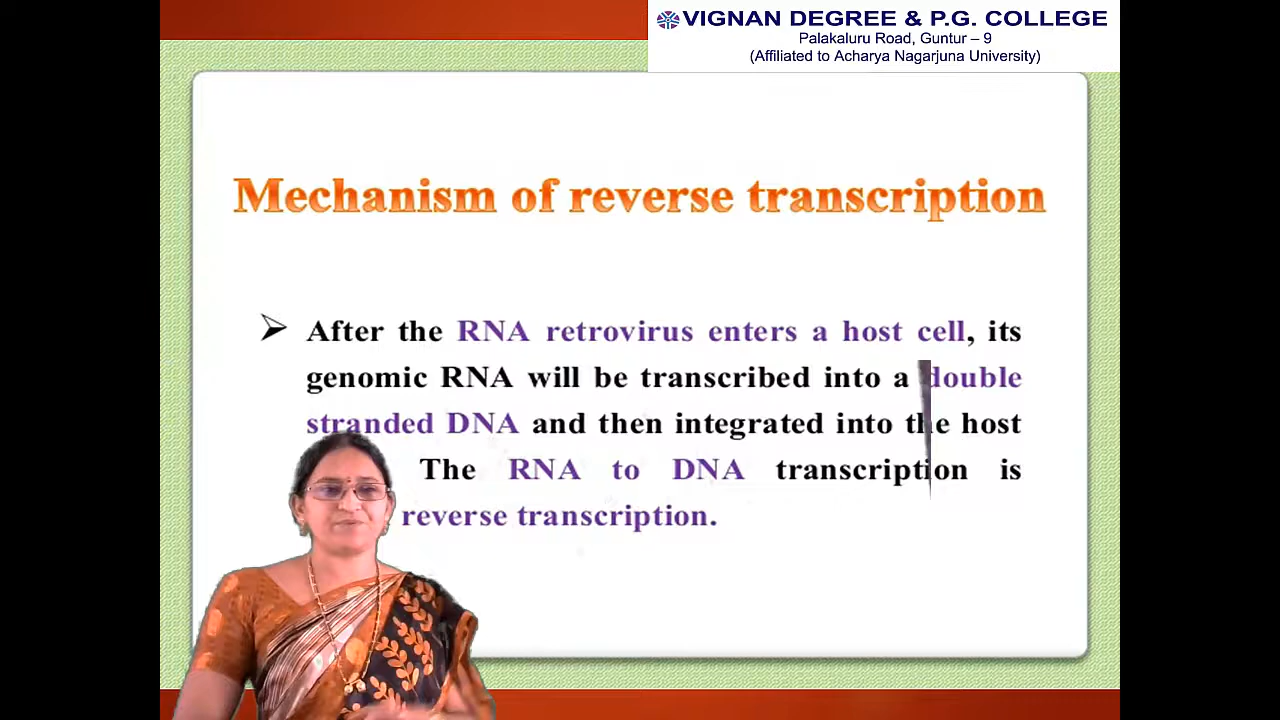 VIGNAN DEGREE & P.G. COLLEGE
Palakaluru Road, Guntur – 9
(Affiliated to Acharya Nagarjuna University)
Mechanism of reverse transcription
➢ After the RNA retrovirus enters a host cell, its
genomic RNA will be transcribed into a double
stranded DNA and then integrated into the host
The RNA to DNA transcription is
reverse transcription.